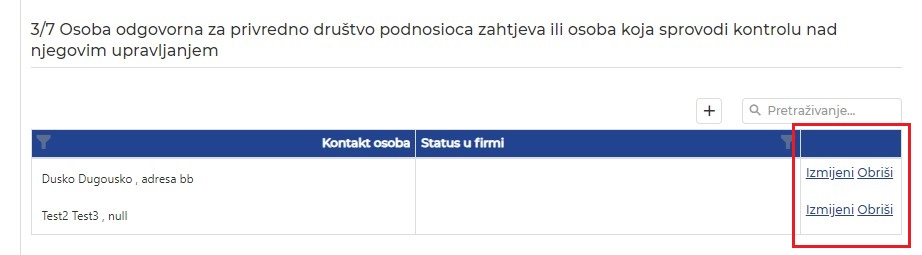 3/7 Osoba odgovorna za privredno društvo podnosioca zahtjeva ili osoba koja sprovodi kontrolu nad
njegovim upravljanjem
+ Pretraživanje...
Kontakt osoba Status u firmi
Dusko Dugousko , adresa bb Izmijeni Obriši
Test2 Test3 , null Izmijeni Obriši